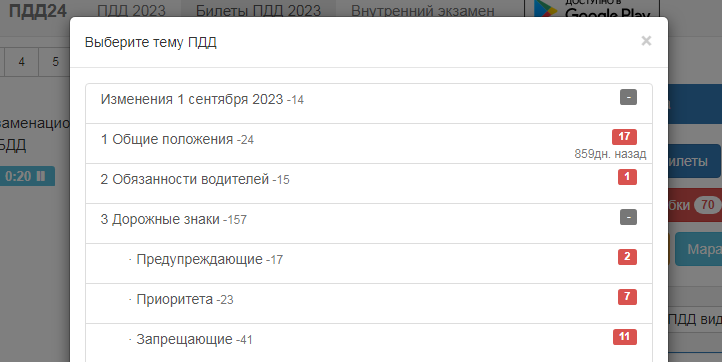 ПДД24 ПДД 2023 Билеты ПДД 2023 Внутренний экзамен ДОСТУПНО В Google Play
Выберите тему ПДД ×
4 5
Изменения 1 сентября 2023 -14 -
1 Общие положения -24 17
859дн. назад
2 Обязанности водителей -15 1
0:20
3 Дорожные знаки -157 -
70
· Предупреждающие -17 2
Мара
· Приоритета -23 7
ПДД вид
· Запрещающие -41 11